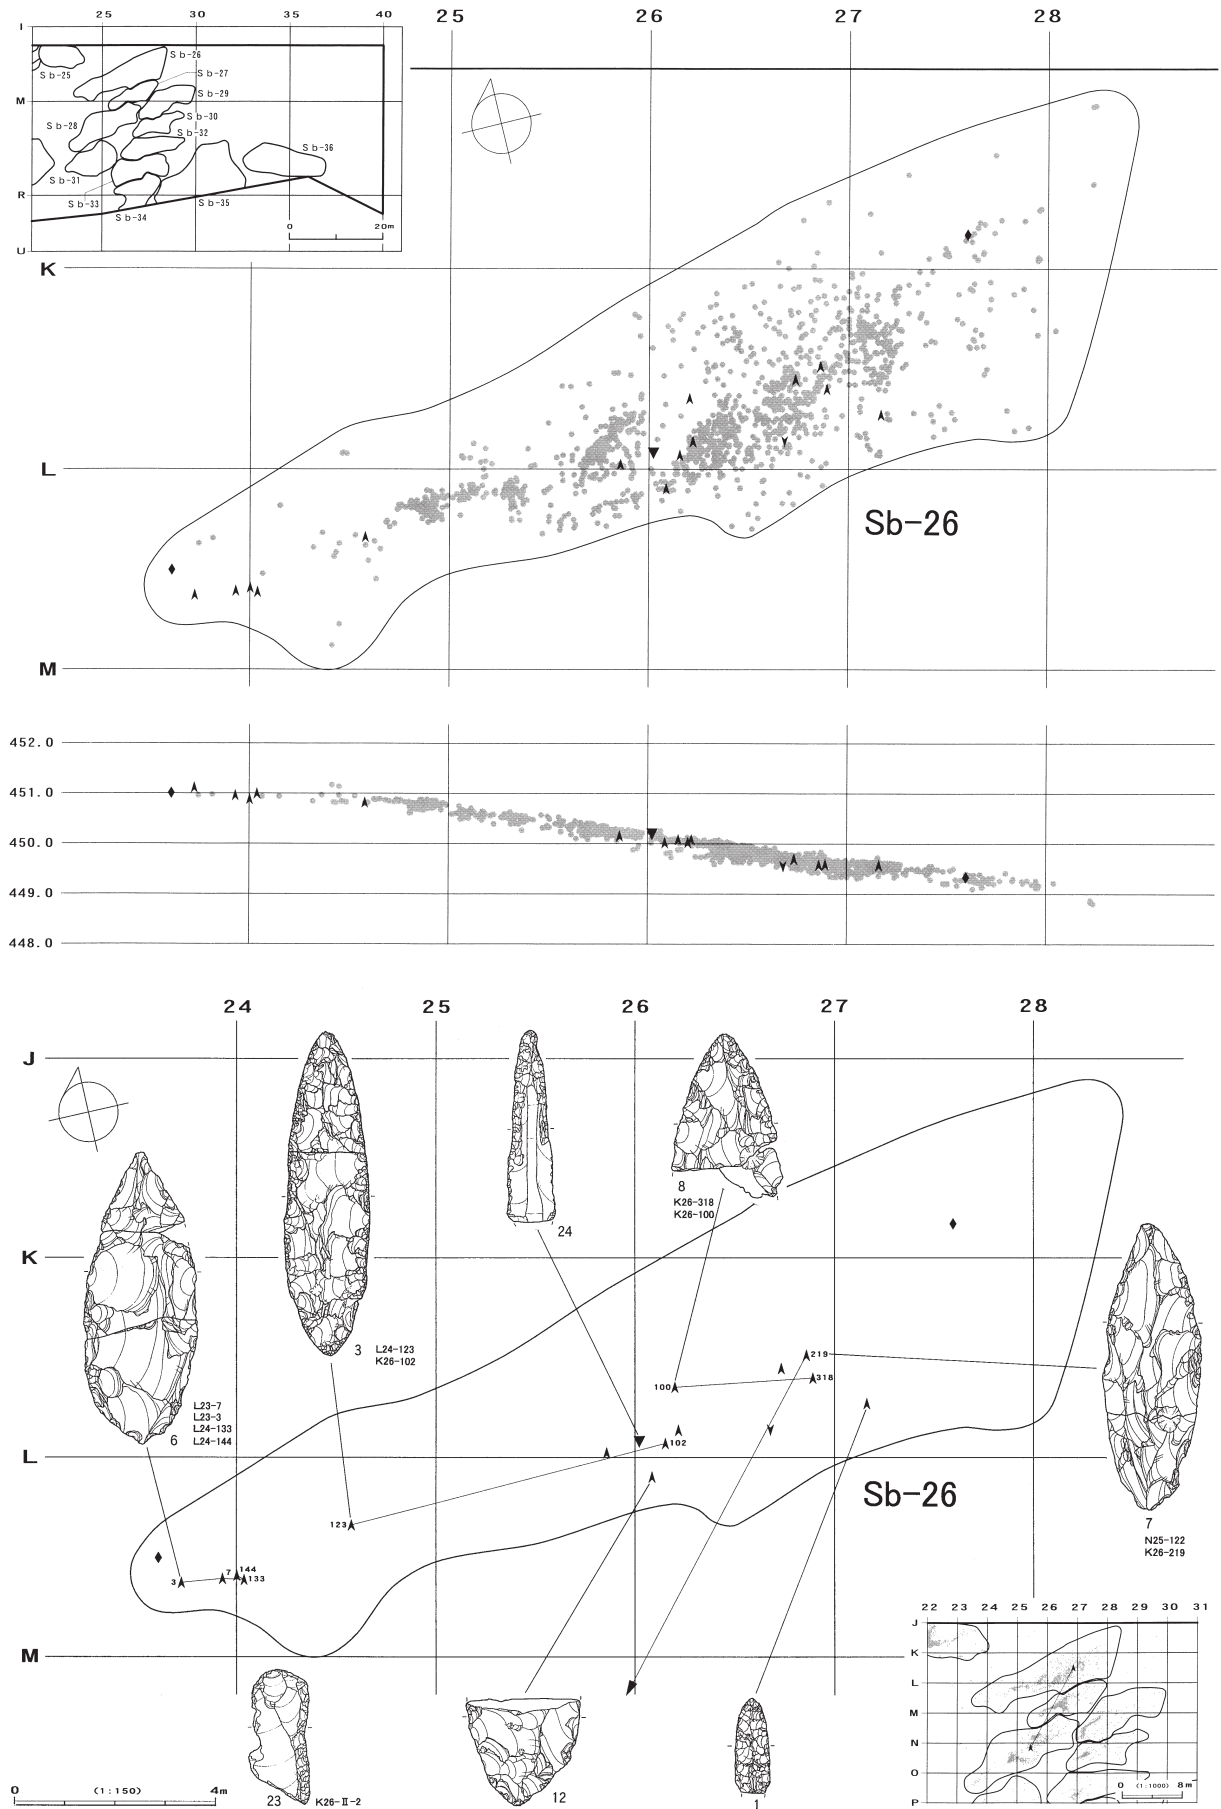 25 30 35 40
I
M
R
U
Sb-25
Sb-26
Sb-27
Sb-29
Sb-28
Sb-30
Sb-32
Sb-36
Sb-31
Sb-33
Sb-34
Sb-35
0 20m
25 26 27 28
K
L
M
Sb-26
452.0
451.0
450.0
449.0
448.0
24 25 26 27 28
J
K
L
M
8
K26-318
K26-100
24
3 L24-123
K26-102
6
L23-7
L23-3
L24-133
L24-144
219
318
100
102
123
3
7
144
133
Sb-26
7
N25-122
K26-219
23 K26-II-2
12
1
0 (1:150) 4m
22 23 24 25 26 27 28 29 30 31
J
K
L
M
N
O
P
0 (1:1000) 8m